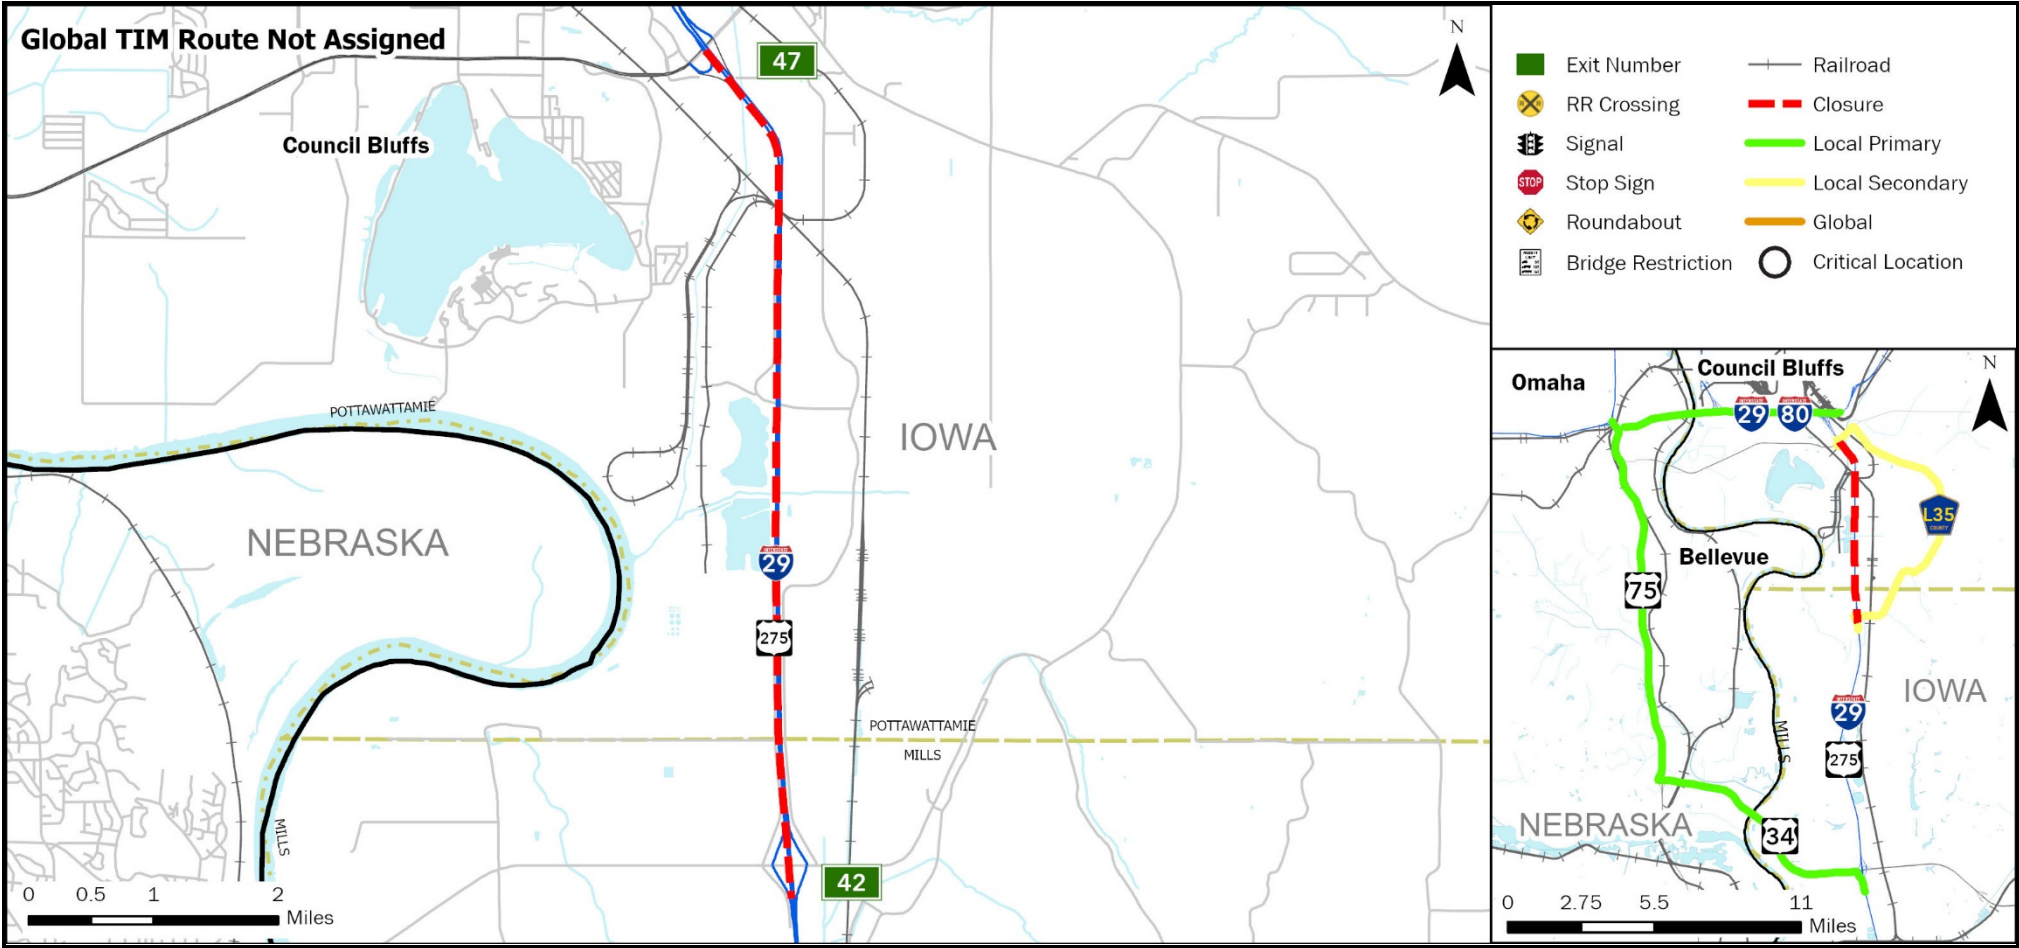 Global TIM Route Not Assigned
47
N
Council Bluffs
POTTAWATTAMIE
IOWA
NEBRASKA
29
275
POTTAWATTAMIE
MILLS
MILLS
42
0 0.5 1 2
Miles
Exit Number
RR Crossing
Signal
STOP Stop Sign
Roundabout
Bridge Restriction
Railroad
Closure
Local Primary
Local Secondary
Global
Critical Location
N
Omaha
Council Bluffs
29 80
L35
COUNTY
Bellevue
75
IOWA
29
MILLS
275
NEBRASKA
34
0 2.75 5.5 11
Miles